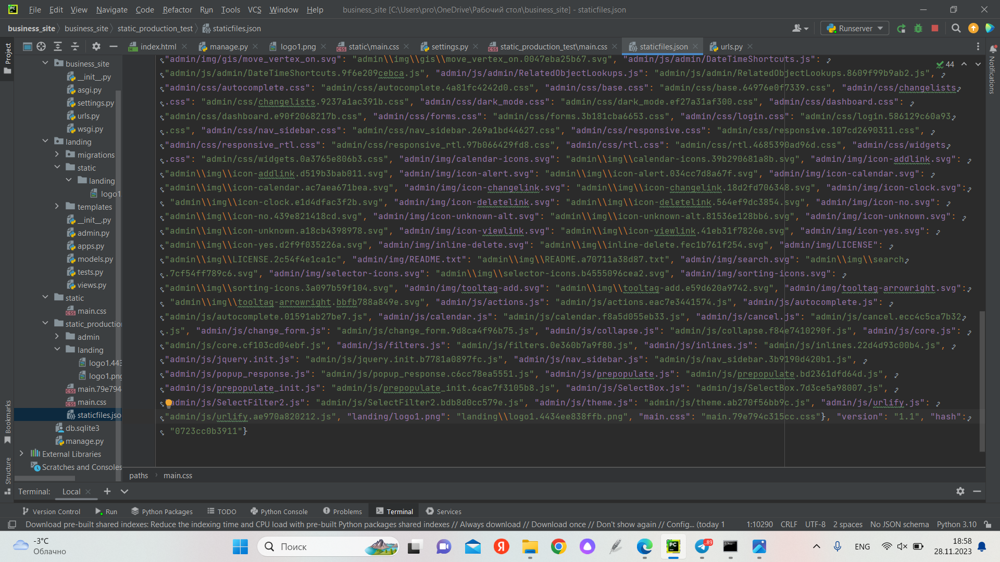 File Edit View Navigate Code Refactor Run Tools VCS Window Help business_site [C:\Users\pro\OneDrive\Рабочий стол\business_site] - staticfiles.json
business_site business_site static_production_test staticfiles.json Runserver
index.html manage.py logo1.png static\main.css settings.py static_production_test\main.css staticfiles.json urls.py
Project
Bookmarks
Structure
Notifications
44
business_site
__init__.py
asgi.py
settings.py
urls.py
wsgi.py
landing
migrations
static
landing
logo1
templates
__init__.py
admin.py
apps.py
models.py
tests.py
views.py
static
main.css
static_production
admin
landing
logo1.443
logo1.png
main.79e794
main.css
staticfiles.jso
db.sqlite3
manage.py
External Libraries
Scratches and Consoles
"admin/img/gis/move_vertex_on.svg": "admin\\img\\gis\\move_vertex_on.0047eba25b67.svg", "admin/js/admin/DateTimeShortcuts.js":
"admin/js/admin/DateTimeShortcuts.9f6e209cebca.js", "admin/js/admin/RelatedObjectLookups.js": "admin/js/admin/RelatedObjectLookups.8609f99b9ab2.js",
"admin/css/autocomplete.css": "admin/css/autocomplete.4a81fc4242d0.css", "admin/css/base.css": "admin/css/base.64976e0f7339.css", "admin/css/changelists
.css": "admin/css/changelists.9237a1ac391b.css", "admin/css/dark_mode.css": "admin/css/dark_mode.ef27a31af300.css", "admin/css/dashboard.css":
"admin/css/dashboard.e90f2068217b.css", "admin/css/forms.css": "admin/css/forms.3b181cba6653.css", "admin/css/login.css": "admin/css/login.586129c60a93
.css", "admin/css/nav_sidebar.css": "admin/css/nav_sidebar.269a1bd44627.css", "admin/css/responsive.css": "admin/css/responsive.107cd2690311.css",
"admin/css/responsive_rtl.css": "admin/css/responsive_rtl.97b066429fd8.css", "admin/css/rtl.css": "admin/css/rtl.4685390ad96d.css", "admin/css/widgets
.css": "admin/css/widgets.0a3765e806b3.css", "admin/img/calendar-icons.svg": "admin\\img\\calendar-icons.39b290681a8b.svg", "admin/img/icon-addlink.svg":
"admin\\img\\icon-addlink.d519b3bab011.svg", "admin/img/icon-alert.svg": "admin\\img\\icon-alert.034cc7d8a67f.svg", "admin/img/icon-calendar.svg":
"admin\\img\\icon-calendar.ac7aea671bea.svg", "admin/img/icon-changelink.svg": "admin\\img\\icon-changelink.18d2fd706348.svg", "admin/img/icon-clock.svg":
"admin\\img\\icon-clock.e1d4dfac3f2b.svg", "admin/img/icon-deletelink.svg": "admin\\img\\icon-deletelink.564ef9dc3854.svg", "admin/img/icon-no.svg":
"admin\\img\\icon-no.439e821418cd.svg", "admin/img/icon-unknown-alt.svg": "admin\\img\\icon-unknown-alt.81536e128bb6.svg", "admin/img/icon-unknown.svg":
"admin\\img\\icon-unknown.a18cb4398978.svg", "admin/img/icon-viewlink.svg": "admin\\img\\icon-viewlink.41eb31f7826e.svg", "admin/img/icon-yes.svg":
"admin\\img\\icon-yes.d2f9f035226a.svg", "admin/img/inline-delete.svg": "admin\\img\\inline-delete.fec1b761f254.svg", "admin/img/LICENSE":
"admin\\img\\LICENSE.2c54f4e1ca1c", "admin/img/README.txt": "admin\\img\\README.a70711a38d87.txt", "admin/img/search.svg": "admin\\img\\search
.7cf54ff789c6.svg", "admin/img/selector-icons.svg": "admin\\img\\selector-icons.b4555096cea2.svg", "admin/img/sorting-icons.svg":
"admin\\img\\sorting-icons.3a097b59f104.svg", "admin/img/tooltag-add.svg": "admin\\img\\tooltag-add.e59d620a9742.svg", "admin/img/tooltag-arrowright.svg":
"admin\\img\\tooltag-arrowright.bbfb788a849e.svg", "admin/js/actions.js": "admin/js/actions.eac7e3441574.js", "admin/js/autocomplete.js":
"admin/js/autocomplete.01591ab27be7.js", "admin/js/calendar.js": "admin/js/calendar.f8a5d055eb33.js", "admin/js/cancel.js": "admin/js/cancel.ecc4c5ca7b32
.js", "admin/js/change_form.js": "admin/js/change_form.9d8ca4f96b75.js", "admin/js/collapse.js": "admin/js/collapse.f84e7410290f.js", "admin/js/core.js":
"admin/js/core.cf103cd04ebf.js", "admin/js/filters.js": "admin/js/filters.0e360b7a9f80.js", "admin/js/inlines.js": "admin/js/inlines.22d4d93c00b4.js",
"admin/js/jquery.init.js": "admin/js/jquery.init.b7781a0897fc.js", "admin/js/nav_sidebar.js": "admin/js/nav_sidebar.3b9190d420b1.js",
"admin/js/popup_response.js": "admin/js/popup_response.c6cc78ea5551.js", "admin/js/prepopulate.js": "admin/js/prepopulate.bd2361dfd64d.js",
"admin/js/prepopulate_init.js": "admin/js/prepopulate_init.6cac7f3105b8.js", "admin/js/SelectBox.js": "admin/js/SelectBox.7d3ce5a98007.js",
admin/js/SelectFilter2.js": "admin/js/SelectFilter2.bdb8d0cc579e.js", "admin/js/theme.js": "admin/js/theme.ab270f56bb9c.js", "admin/js/urlify.js":
"admin/js/urlify.ae970a820212.js", "landing/logo1.png": "landing\\logo1.4434ee838ffb.png", "main.css": "main.79e794c315cc.css"}, "version": "1.1", "hash":
"0723cc0b3911"}
paths main.css
Terminal: Local
Version Control Run Python Packages TODO Python Console Problems Terminal Services
Download pre-built shared indexes: Reduce the indexing time and CPU load with pre-built Python packages shared indexes // Always download // Download once // Don't show again // Config... (today 1 1:10290 CRLF UTF-8 2 spaces No JSON schema Python 3.10
-3°C
Облачно
Поиск
..89
ENG
18:58
28.11.2023